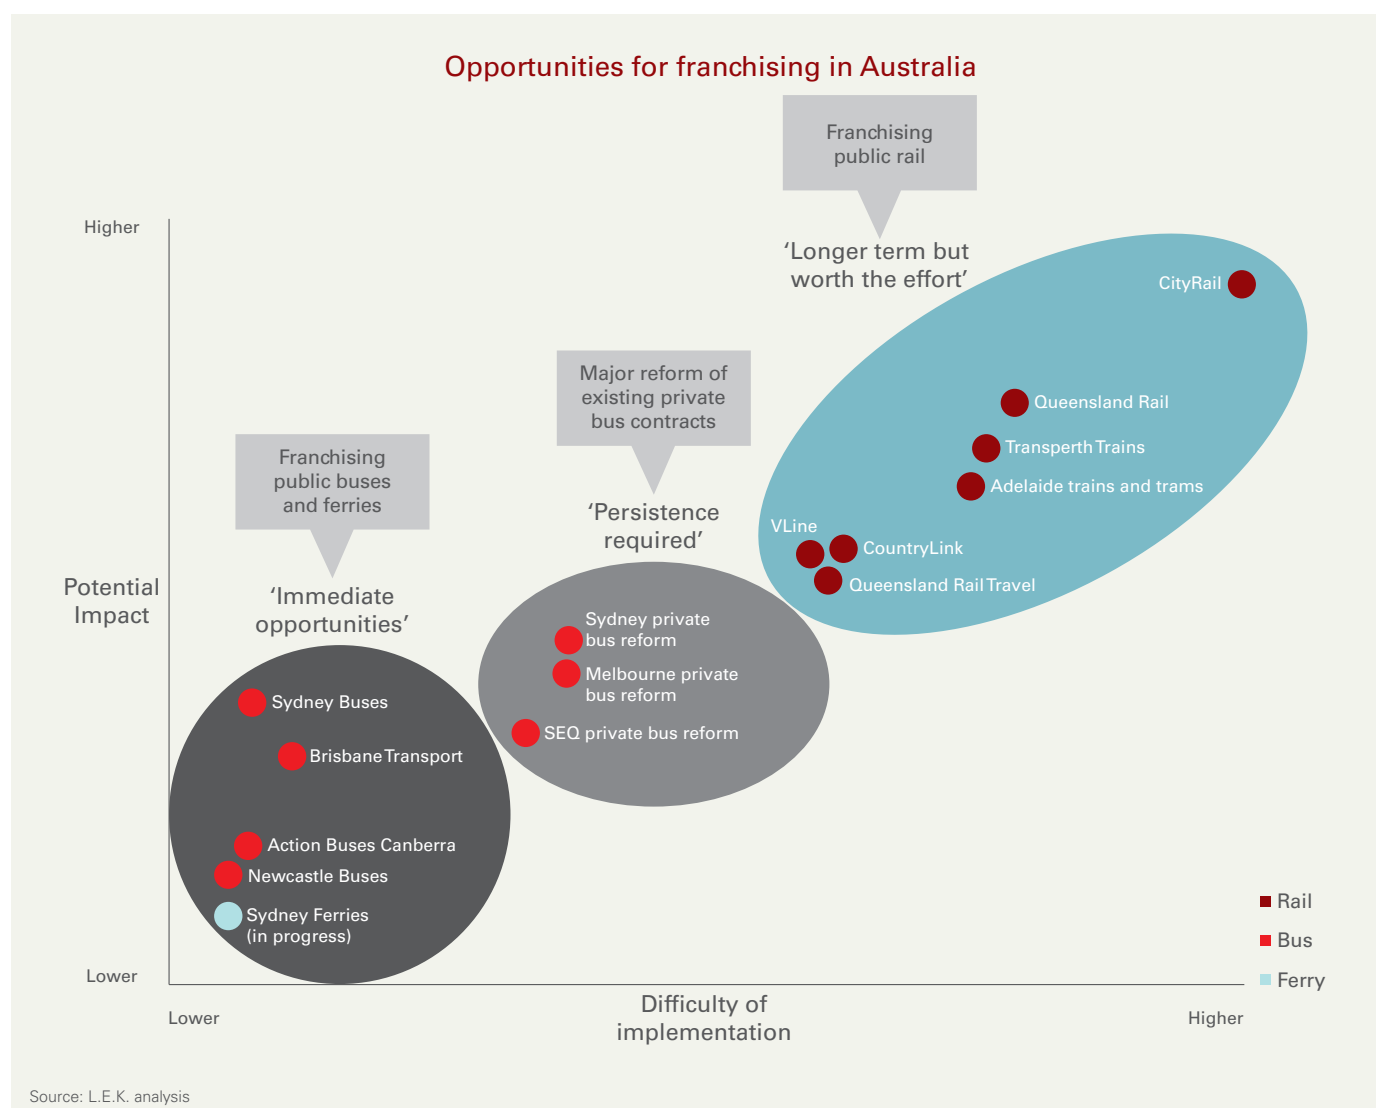 Opportunities for franchising in Australia
Franchising
public rail
Higher
‘Longer term but
worth the effort’
CityRail
Major reform of
existing private
bus contracts
Queensland Rail
Transperth Trains
Adelaide trains and trams
Franchising
public buses
and ferries
‘Persistence
required’
VLine
CountryLink
Queensland Rail Travel
Potential
Impact
‘Immediate
opportunities’
Sydney private
bus reform
Melbourne private
bus reform
SEQ private bus reform
Sydney Buses
Brisbane Transport
Action Buses Canberra
Newcastle Buses
Sydney Ferries
(in progress)
Rail
Bus
Ferry
Lower
Lower
Difficulty of
implementation
Higher
Source: L.E.K. analysis